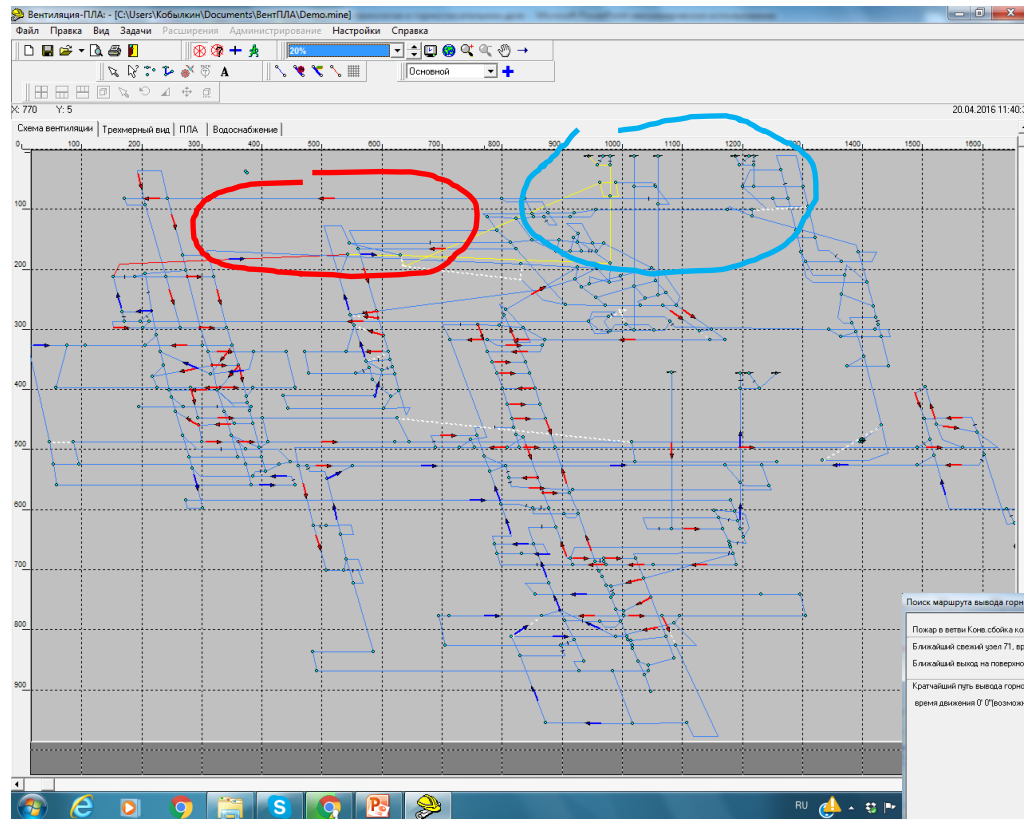 Вентиляция-ПЛА: - [C:\Users\Кобылкин\Documents\ВентПЛА\Demo.mine]
Файл Правка Вид Задачи Расширения Администрирование Настройки Справка
20%
A Основной
X: 770 Y: 5 20.04.2016 11:40:3
Схема вентиляции Трехмерный вид ПЛА Водоснабжение
0 100 200 300 400 500 600 700 800 900 1000 1100 1200 1300 1400 1500 1600
100
200
300
400
500
600
700
800
900
Поиск маршрута вывода горн
Пожар в ветви Конв.сбойка ко
Ближайший свежий узел 71, вр
Ближайший выход на поверхно
Кратчайший путь вывода горно
время движения 0' 0"(возможн
RU